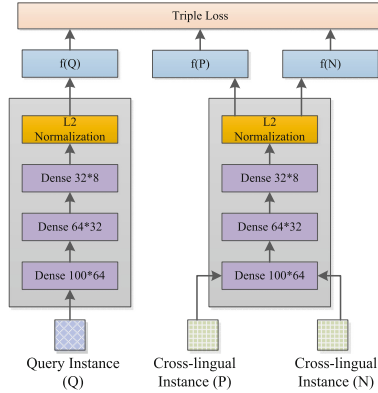 Triple Loss
f(Q)
f(P)
f(N)
L2
Normalization
Dense 32*8
Dense 64*32
Dense 100*64
L2
Normalization
Dense 32*8
Dense 64*32
Dense 100*64
Query Instance
(Q)
Cross-lingual
Instance (P)
Cross-lingual
Instance (N)